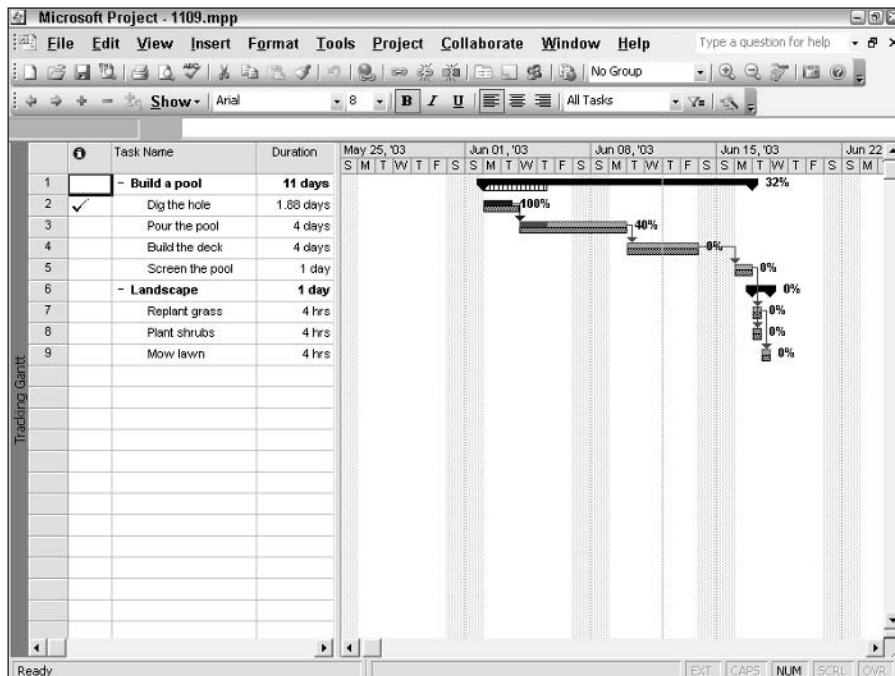 Microsoft Project - 1109.mpp
File Edit View Insert Format Tools Project Collaborate Window Help Type a question for help
No Group
Show Arial 8 B I U All Tasks
Task Name Duration May 25, '03 Jun 01, '03 Jun 08, '03 Jun 15, '03 Jun 22
S M T W T F S S M T W T F S S M T W T F S S M T W T F S S M
1 - Build a pool 11 days 32%
2 Dig the hole 1.88 days 100%
3 Pour the pool 4 days 40%
4 Build the deck 4 days 0%
5 Screen the pool 1 day 0%
6 - Landscape 1 day 0%
7 Replant grass 4 hrs 0%
8 Plant shrubs 4 hrs 0%
9 Mow lawn 4 hrs 0%
Tracking Gantt
Ready EXT CAPS NUM SCRL OVR